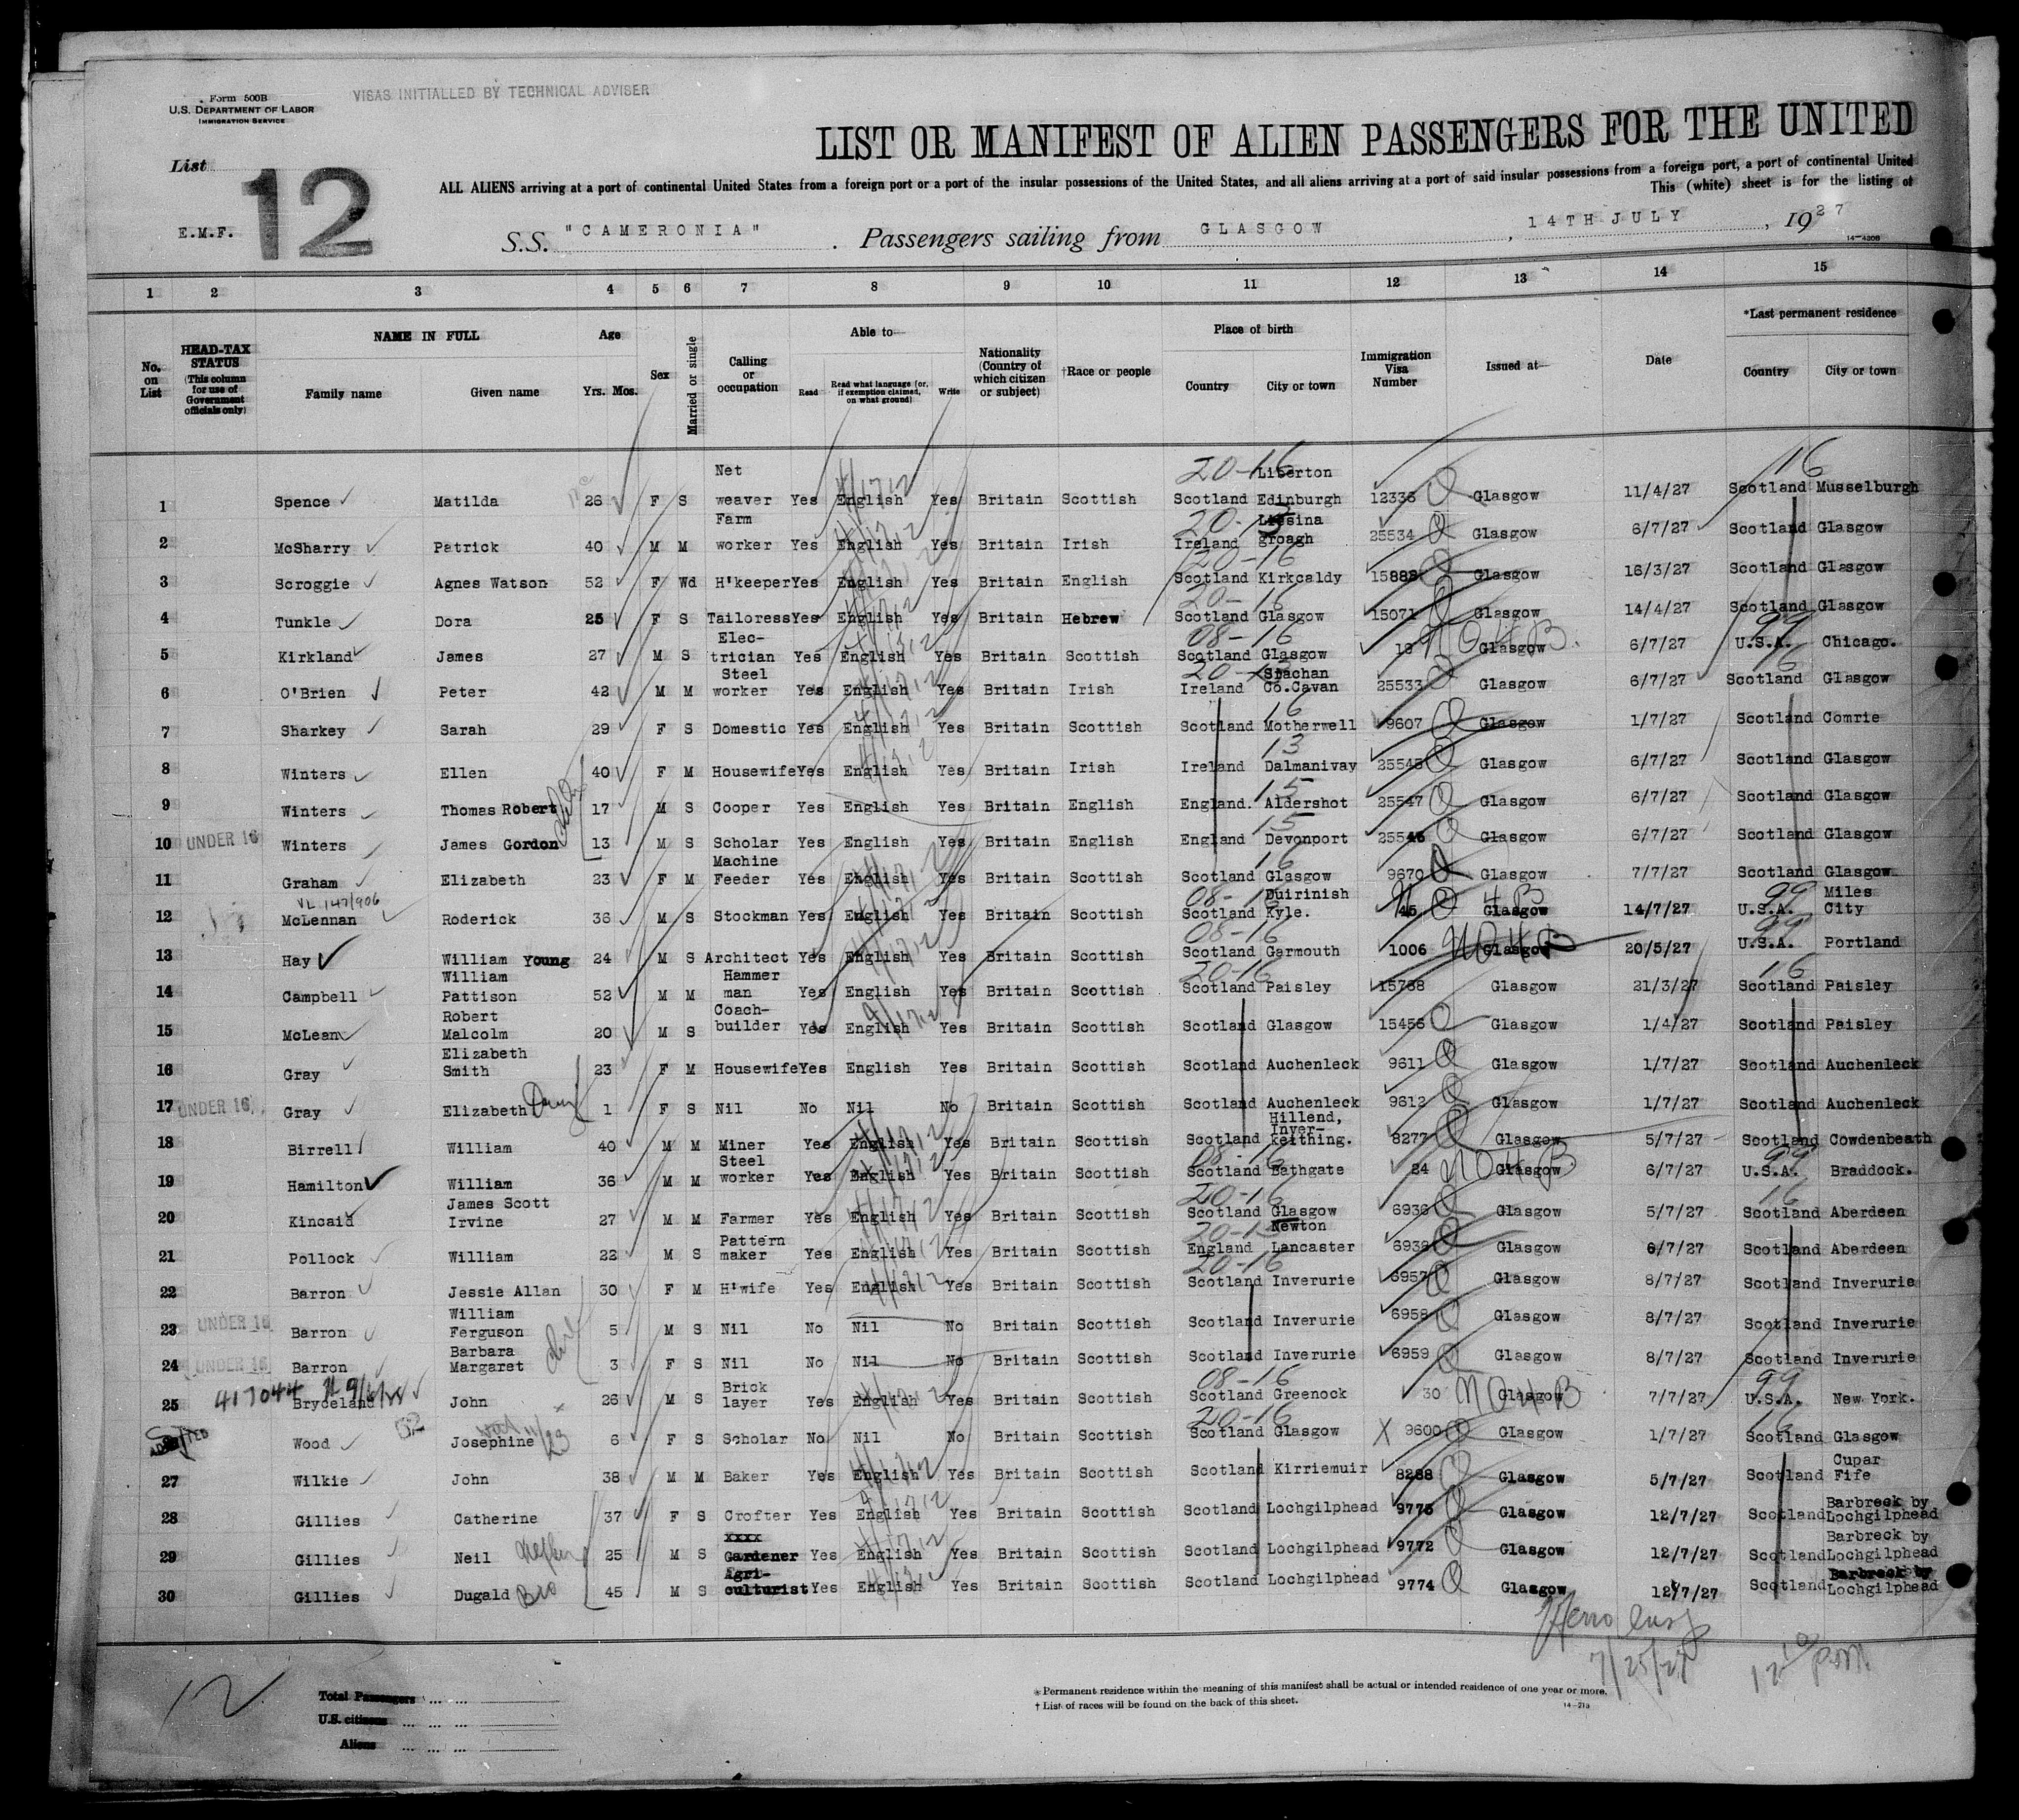 Form 500B
U.S. DEPARTMENT OF LABOR
IMMIGRATION SERVICE
VISAS INITIALLED BY TECHNICAL ADVISER
List 12
E.M.F.
LIST OR MANIFEST OF ALIEN PASSENGERS FOR THE UNITED
ALL ALIENS arriving at a port of continental United States from a foreign port or a port of the insular possessions of the United States, and all aliens arriving at a port of said insular possessions from a foreign port, a port of continental United
This (white) sheet is for the listing of
S.S. "CAMERONIA". Passengers sailing from GLASGOW, 14TH JULY, 1927
14-430B
1 2 3 4 5 6 7 8 9 10 11 12 13 14 15
No. on List
HEAD-TAX STATUS (This column for use of Government officials only)
NAME IN FULL
Family name Given name
Age
Yrs. Mos.
Sex
Married or single
Calling or occupation
Able to—
Read Read what language (or, if exemption claimed, on what ground) Write
Nationality (Country of which citizen or subject)
†Race or people
Place of birth
Country City or town
Immigration Visa Number
Issued at—
Date
*Last permanent residence
Country City or town
1 Spence Matilda 26 F S Net weaver Yes English Yes Britain Scottish Scotland Liberton Edinburgh 12336 Glasgow 11/4/27 Scotland Musselburgh
2 McSharry Patrick 40 M M Farm worker Yes English Yes Britain Irish Ireland groagh 25534 Glasgow 6/7/27 Scotland Glasgow
3 Scroggie Agnes Watson 52 F Wd H'keeper Yes English Yes Britain English Scotland Kirkcaldy 15888 Glasgow 16/3/27 Scotland Glasgow
4 Tunkle Dora 25 F S Tailoress Yes English Yes Britain Hebrew Scotland Glasgow 15071 Glasgow 14/4/27 Scotland Glasgow
5 Kirkland James 27 M S Elec-trician Yes English Yes Britain Scottish Scotland Glasgow Glasgow 6/7/27 U.S.A. Chicago.
6 O'Brien Peter 42 M M Steel worker Yes English Yes Britain Irish Ireland Co.Cavan 25533 Glasgow 6/7/27 Scotland Glasgow
7 Sharkey Sarah 29 F S Domestic Yes English Yes Britain Scottish Scotland Motherwell 9607 Glasgow 1/7/27 Scotland Comrie
8 Winters Ellen 40 F M Housewife Yes English Yes Britain Irish Ireland Dalmanivay 25545 Glasgow 6/7/27 Scotland Glasgow
9 Winters Thomas Robert 17 M S Cooper Yes English Yes Britain English England. Aldershot 25547 Glasgow 6/7/27 Scotland Glasgow
10 UNDER 16 Winters James Gordon 13 M S Scholar Yes English Yes Britain English England Devonport 25546 Glasgow 6/7/27 Scotland Glasgow
11 Graham Elizabeth 23 F M Machine Feeder Yes English Yes Britain Scottish Scotland Glasgow 9670 Glasgow 7/7/27 Scotland Glasgow
VL 147/906
12 McLennan Roderick 36 M S Stockman Yes English Yes Britain Scottish Scotland Duirinish Kyle. 45 Glasgow 14/7/27 U.S.A. Miles City
13 Hay William Young 24 M S Architect Yes English Yes Britain Scottish Scotland Garmouth 1006 Glasgow 20/5/27 U.S.A. Portland
14 Campbell William Pattison 52 M M Hammer man Yes English Yes Britain Scottish Scotland Paisley 15768 Glasgow 21/3/27 Scotland Paisley
15 McLean Robert Malcolm 20 M S Coach-builder Yes English Yes Britain Scottish Scotland Glasgow 15456 Glasgow 1/4/27 Scotland Paisley
16 Gray Elizabeth Smith 23 F M Housewife Yes English Yes Britain Scottish Scotland Auchenleck 9611 Glasgow 1/7/27 Scotland Auchenleck
17 UNDER 16 Gray Elizabeth 1 F S Nil No Nil No Britain Scottish Scotland Auchenleck 9612 Glasgow 1/7/27 Scotland Auchenleck
18 Birrell William 40 M M Miner Yes English Yes Britain Scottish Scotland Hillend, Inver-keithing. 8277 Glasgow 5/7/27 Scotland Cowdenbeath
19 Hamilton William 36 M M Steel worker Yes English Yes Britain Scottish Scotland Bathgate 24 Glasgow 6/7/27 U.S.A. Braddock.
20 Kincaid James Scott Irvine 27 M M Farmer Yes English Yes Britain Scottish Scotland Glasgow 6936 Glasgow 5/7/27 Scotland Aberdeen
21 Pollock William 22 M S Pattern maker Yes English Yes Britain Scottish England Newton Lancaster 6938 Glasgow 6/7/27 Scotland Aberdeen
22 Barron Jessie Allan 30 F M H'wife Yes English Yes Britain Scottish Scotland Inverurie 6957 Glasgow 8/7/27 Scotland Inverurie
23 UNDER 16 Barron William Ferguson 5 M S Nil No Nil No Britain Scottish Scotland Inverurie 6958 Glasgow 8/7/27 Scotland Inverurie
24 UNDER 16 Barron Barbara Margaret 3 F S Nil No Nil No Britain Scottish Scotland Inverurie 6959 Glasgow 8/7/27 Scotland Inverurie
25 Bryceland John 26 M S Brick layer Yes English Yes Britain Scottish Scotland Greenock 30 Glasgow 7/7/27 U.S.A. New York.
ADMITTED Wood Josephine 6 F S Scholar No Nil No Britain Scottish Scotland Glasgow 9600 Glasgow 1/7/27 Scotland Glasgow
27 Wilkie John 38 M M Baker Yes English Yes Britain Scottish Scotland Kirriemuir 8288 Glasgow 5/7/27 Scotland Cupar Fife
28 Gillies Catherine 37 F S Crofter Yes English Yes Britain Scottish Scotland Lochgilphead 9775 Glasgow 12/7/27 Scotland Barbreck by Lochgilphead
29 Gillies Neil 25 M S xxxx Gardener Yes English Yes Britain Scottish Scotland Lochgilphead 9772 Glasgow 12/7/27 Scotland Barbreck by Lochgilphead
30 Gillies Dugald Bro 45 M S Agri-culturist Yes English Yes Britain Scottish Scotland Lochgilphead 9774 Glasgow 12/7/27 Scotland Barbreck by Lochgilphead
7/25/27
12
Total Passengers
U.S. citizens
Aliens
* Permanent residence within the meaning of this manifest shall be actual or intended residence of one year or more.
† List of races will be found on the back of this sheet.